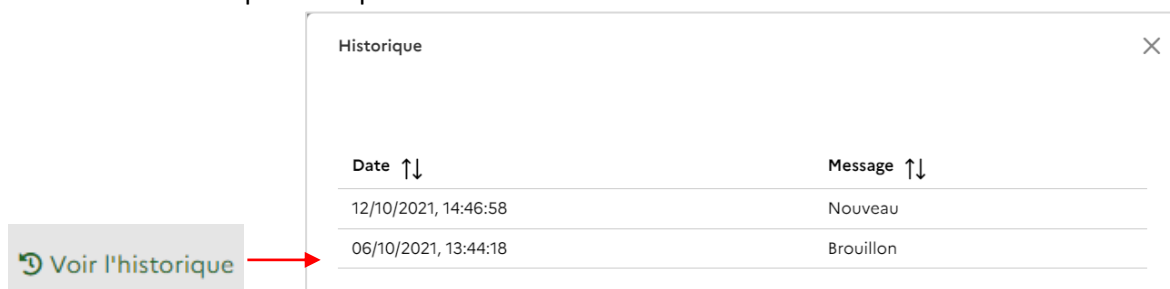 Historique
Date Message
12/10/2021, 14:46:58 Nouveau
06/10/2021, 13:44:18 Brouillon
Voir l'historique